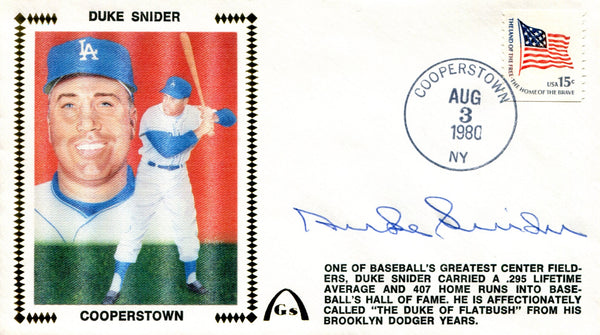 DUKE SNIDER
LA
COOPERSTOWN
THE LAND OF THE FREE · THE HOME OF THE BRAVE
USA 15c
COOPERSTOWN
AUG
3
1980
NY
Duke Snider
Gs
ONE OF BASEBALL'S GREATEST CENTER FIELD-
ERS, DUKE SNIDER CARRIED A .295 LIFETIME
AVERAGE AND 407 HOME RUNS INTO BASE-
BALL'S HALL OF FAME. HE IS AFFECTIONATELY
CALLED "THE DUKE OF FLATBUSH" FROM HIS
BROOKLYN DODGER YEARS.